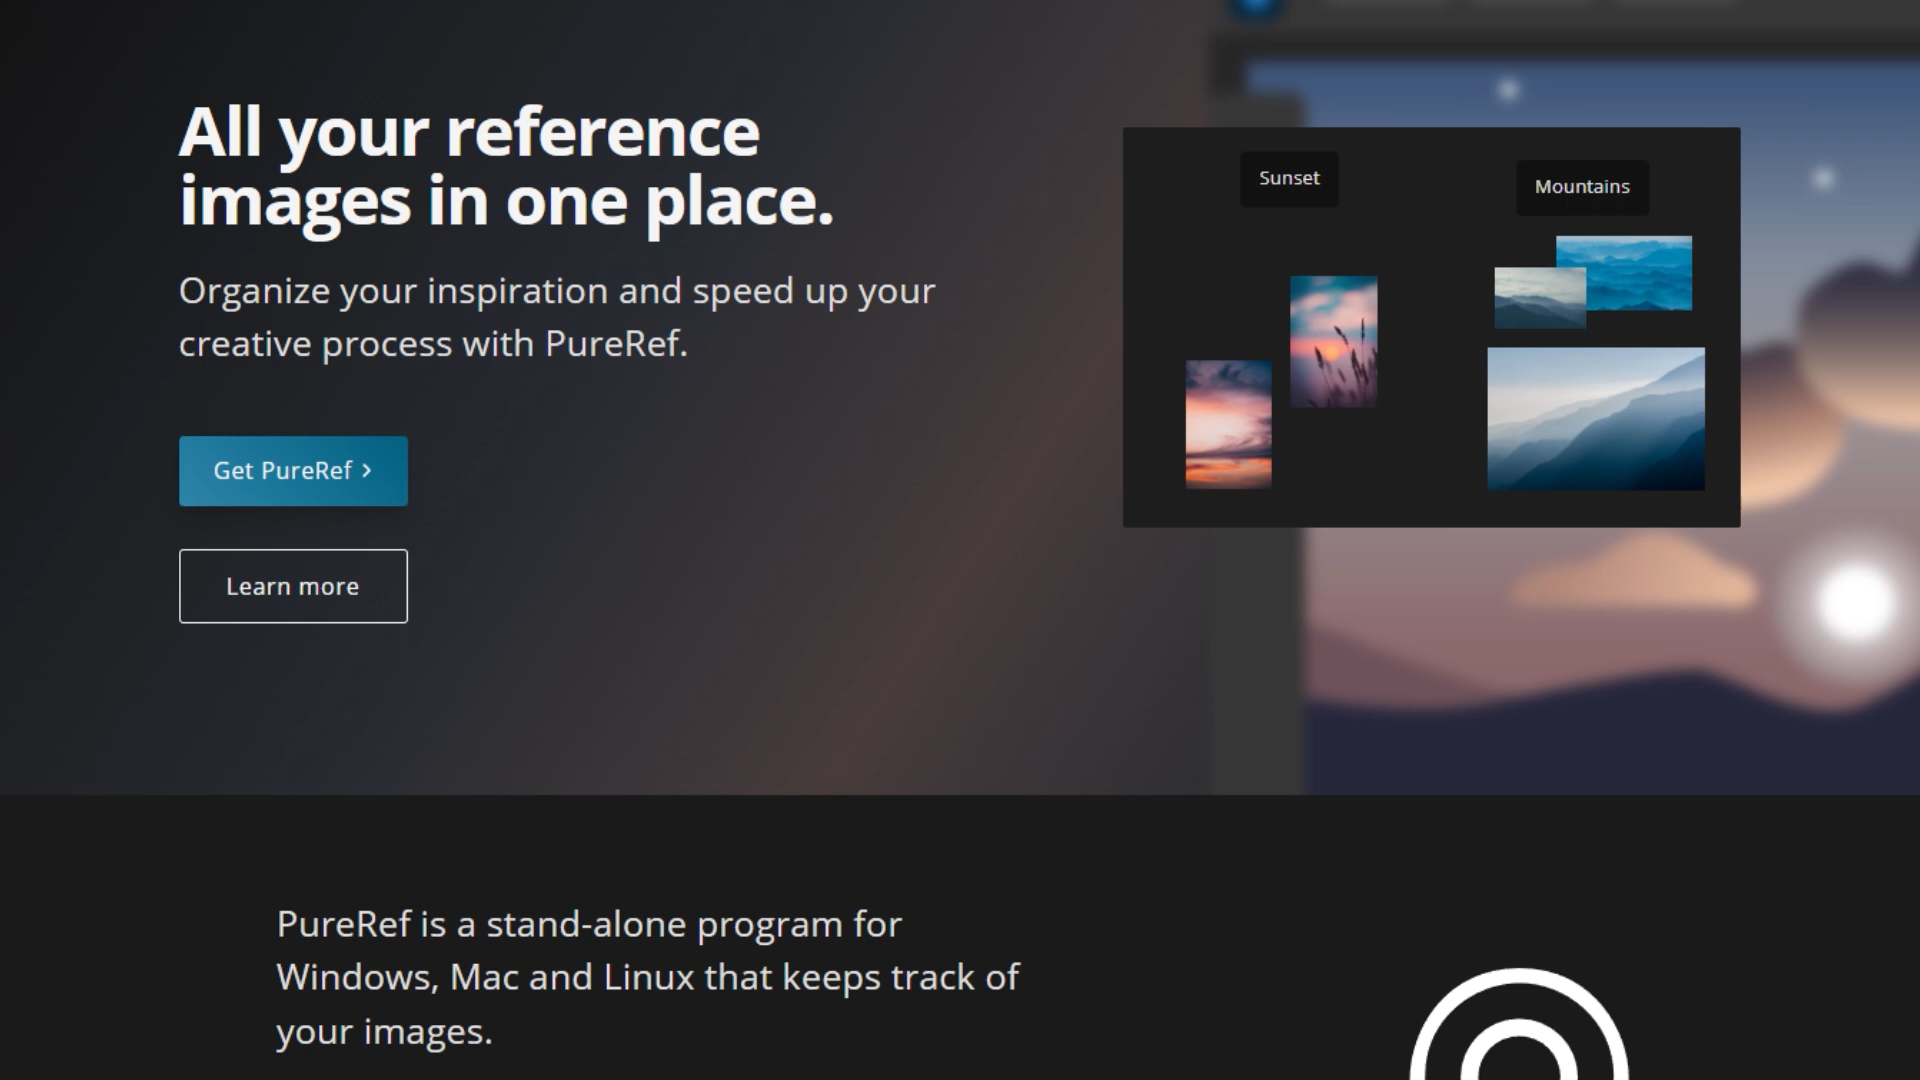 All your reference
images in one place.
Organize your inspiration and speed up your
creative process with PureRef.
Get PureRef ›
Learn more
Sunset
Mountains
PureRef is a stand-alone program for
Windows, Mac and Linux that keeps track of
your images.